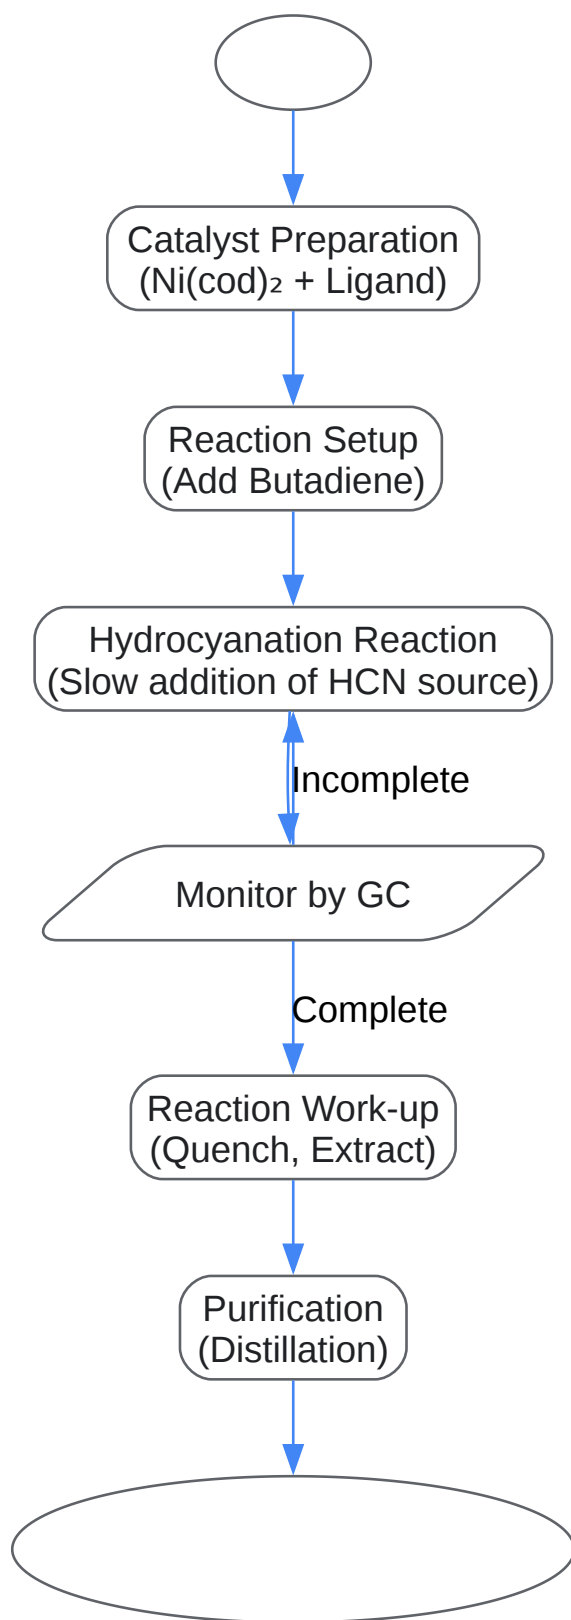 Catalyst Preparation
(Ni(cod)₂ + Ligand)
Reaction Setup
(Add Butadiene)
Hydrocyanation Reaction
(Slow addition of HCN source)
Incomplete
Monitor by GC
Complete
Reaction Work-up
(Quench, Extract)
Purification
(Distillation)